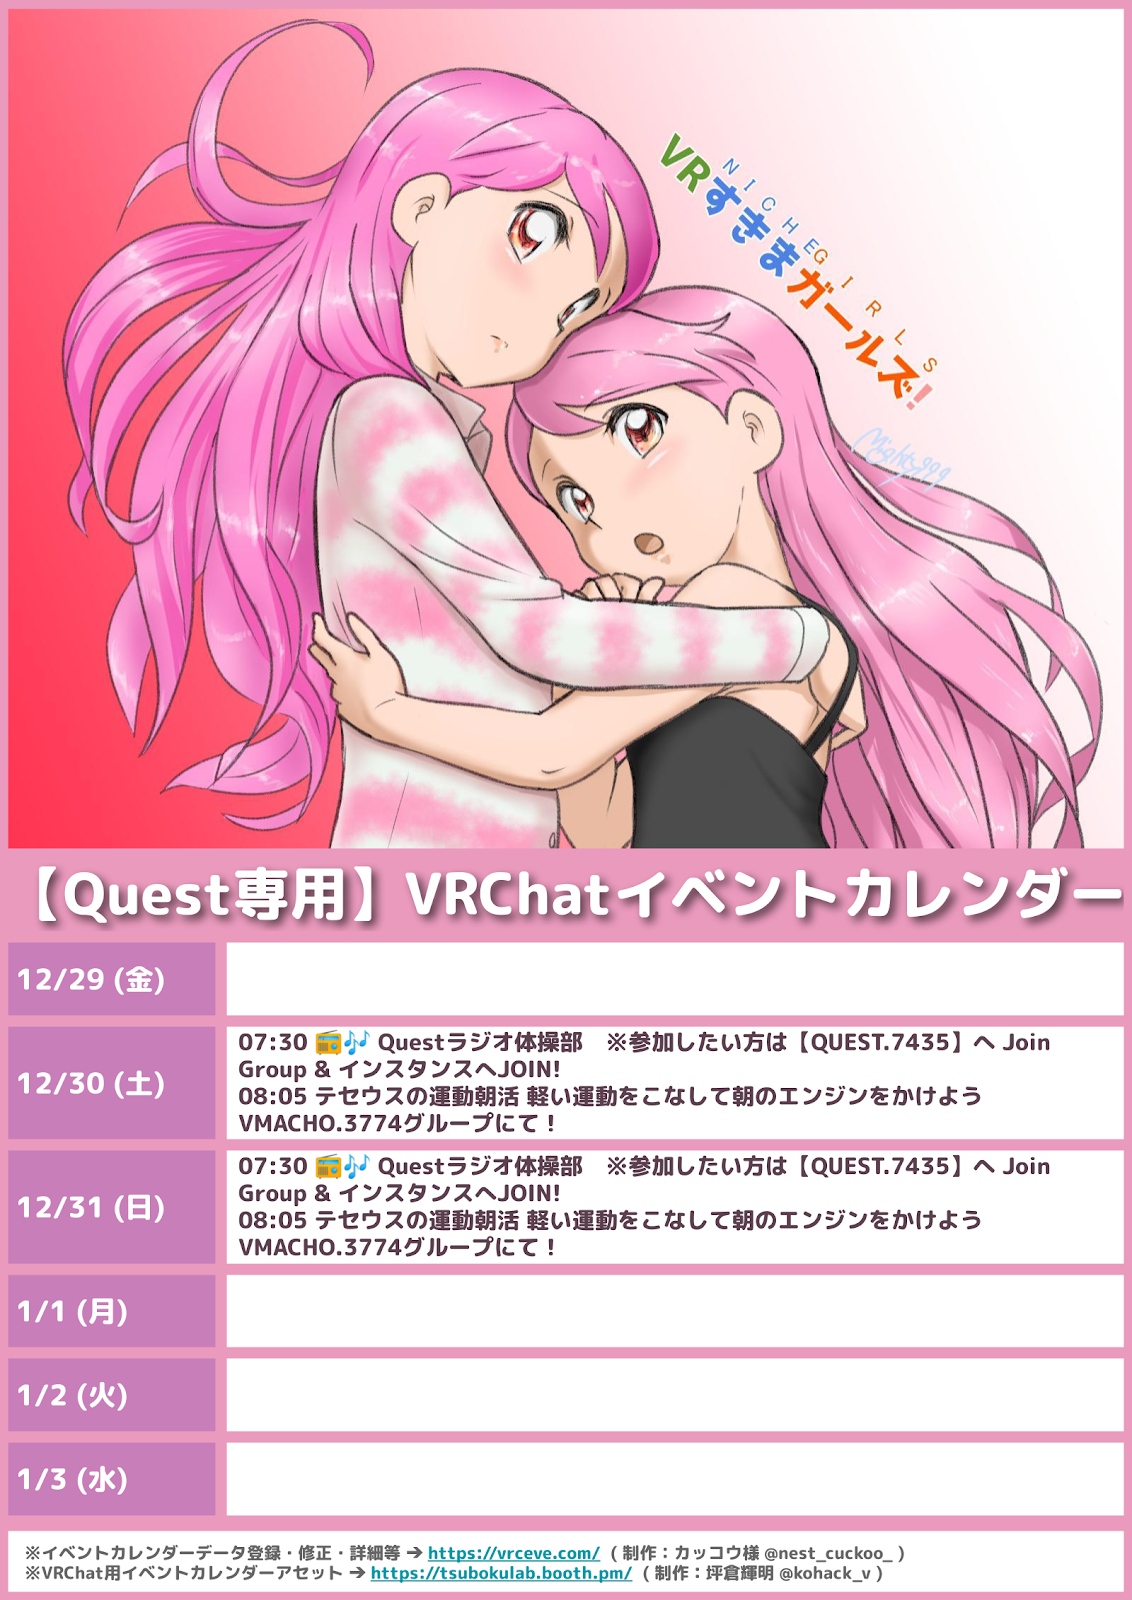 NICHE GIRLS
VRすきまガールズ!
Mighty999
【Quest専用】VRChatイベントカレンダー
12/29 (金)
12/30 (土)
07:30 📻🎶 Questラジオ体操部　※参加したい方は【QUEST.7435】へ Join
Group & インスタンスへJOIN!
08:05 テセウスの運動朝活 軽い運動をこなして朝のエンジンをかけよう
VMACHO.3774グループにて！
12/31 (日)
07:30 📻🎶 Questラジオ体操部　※参加したい方は【QUEST.7435】へ Join
Group & インスタンスへJOIN!
08:05 テセウスの運動朝活 軽い運動をこなして朝のエンジンをかけよう
VMACHO.3774グループにて！
1/1 (月)
1/2 (火)
1/3 (水)
※イベントカレンダーデータ登録・修正・詳細等 ➔ https://vrceve.com/ ( 制作：カッコウ様 @nest_cuckoo_ )
※VRChat用イベントカレンダーアセット ➔ https://tsubokulab.booth.pm/ ( 制作：坪倉輝明 @kohack_v )